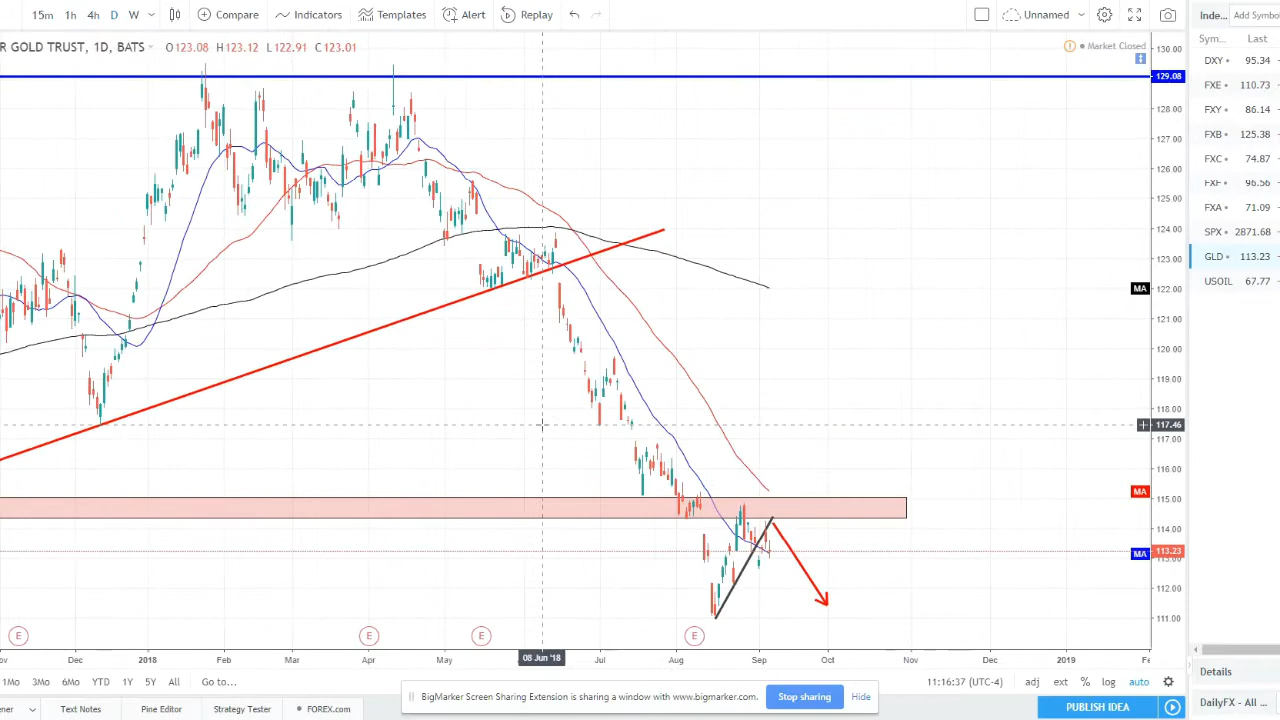 15m 1h 4h D W Compare Indicators Templates Alert Replay Unnamed Inde... Add Symbo
R GOLD TRUST, 1D, BATS O123.08 H123.12 L122.91 C123.01 Market Closed Sym... Last
DXY 95.34
FXE 110.73
FXY 86.14
FXB 125.38
FXC 74.87
FXF 96.56
FXA 71.09
SPX 2871.68
GLD 113.23
USOIL 67.77
130.00
129.08
128.00
127.00
126.00
125.00
124.00
123.00
122.00
MA
121.00
120.00
119.00
118.00
117.46
117.00
116.00
115.00
MA
114.00
113.23
MA
113.00
112.00
111.00
E E E E
ov Dec 2018 Feb Mar Apr May 08 Jun '18 Jul Aug Sep Oct Nov Dec 2019 Fe
1Mo 3Mo 6Mo YTD 1Y 5Y All Go to... 11:16:37 (UTC-4) adj ext % log auto Details
BigMarker Screen Sharing Extension is sharing a window with www.bigmarker.com. Stop sharing Hide
ener Text Notes Pine Editor Strategy Tester FOREX.com PUBLISH IDEA DailyFX - All ...